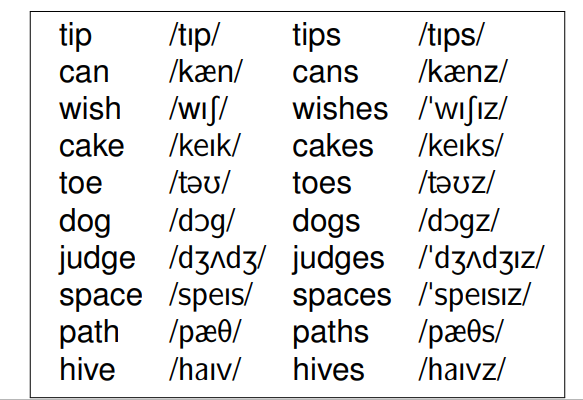 tip /tɪp/ tips /tɪps/
can /kæn/ cans /kænz/
wish /wɪʃ/ wishes /ˈwɪʃɪz/
cake /keɪk/ cakes /keɪks/
toe /təʊ/ toes /təʊz/
dog /dɔg/ dogs /dɔgz/
judge /dʒʌdʒ/ judges /ˈdʒʌdʒɪz/
space /speɪs/ spaces /ˈspeɪsɪz/
path /pæθ/ paths /pæθs/
hive /haɪv/ hives /haɪvz/